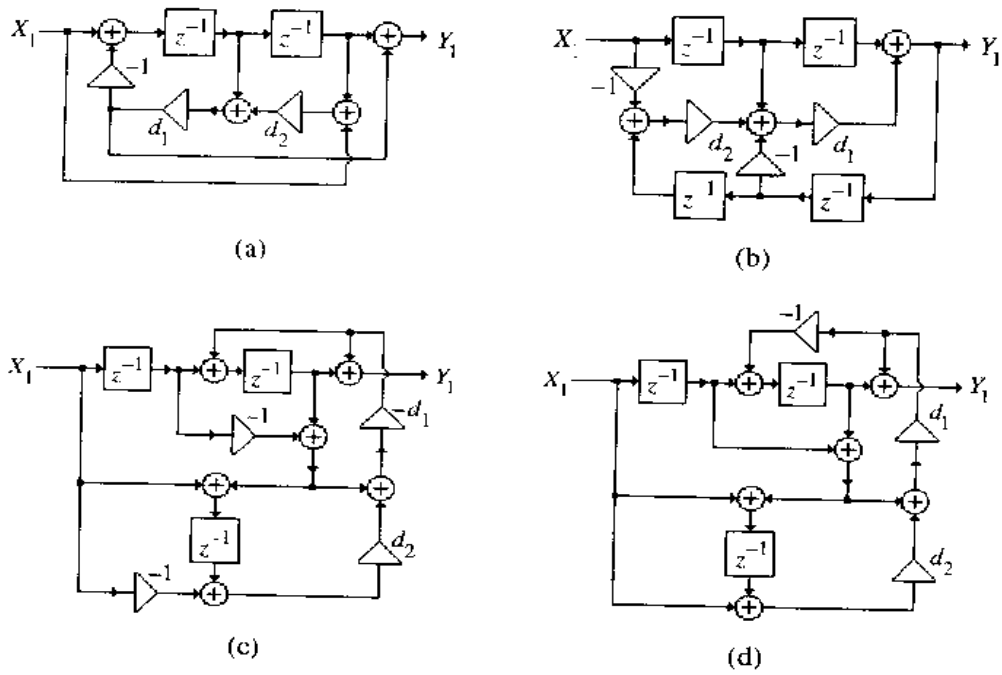 X₁ + z⁻¹ z⁻¹ + Y₁
−1
d₁ + d₂ +
(a)
X z⁻¹ z⁻¹ + Y₁
−1
+ d₂ + d₁
−1
z⁻¹ z⁻¹
(b)
−1
X₁ z⁻¹ + z⁻¹ + Y₁
−1 + −d₁
+ +
z⁻¹ d₂
−1 +
(c)
X₁ z⁻¹ + z⁻¹ + Y₁
+ d₁
+ +
z⁻¹ d₂
+
(d)